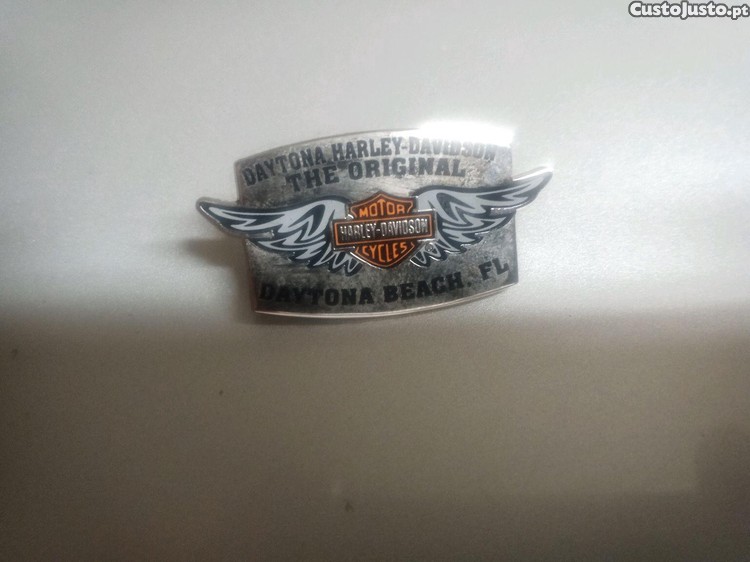 CustoJusto.pt
DAYTONA HARLEY-DAVIDSON
THE ORIGINAL
MOTOR
HARLEY-DAVIDSON
CYCLES
DAYTONA BEACH, FL